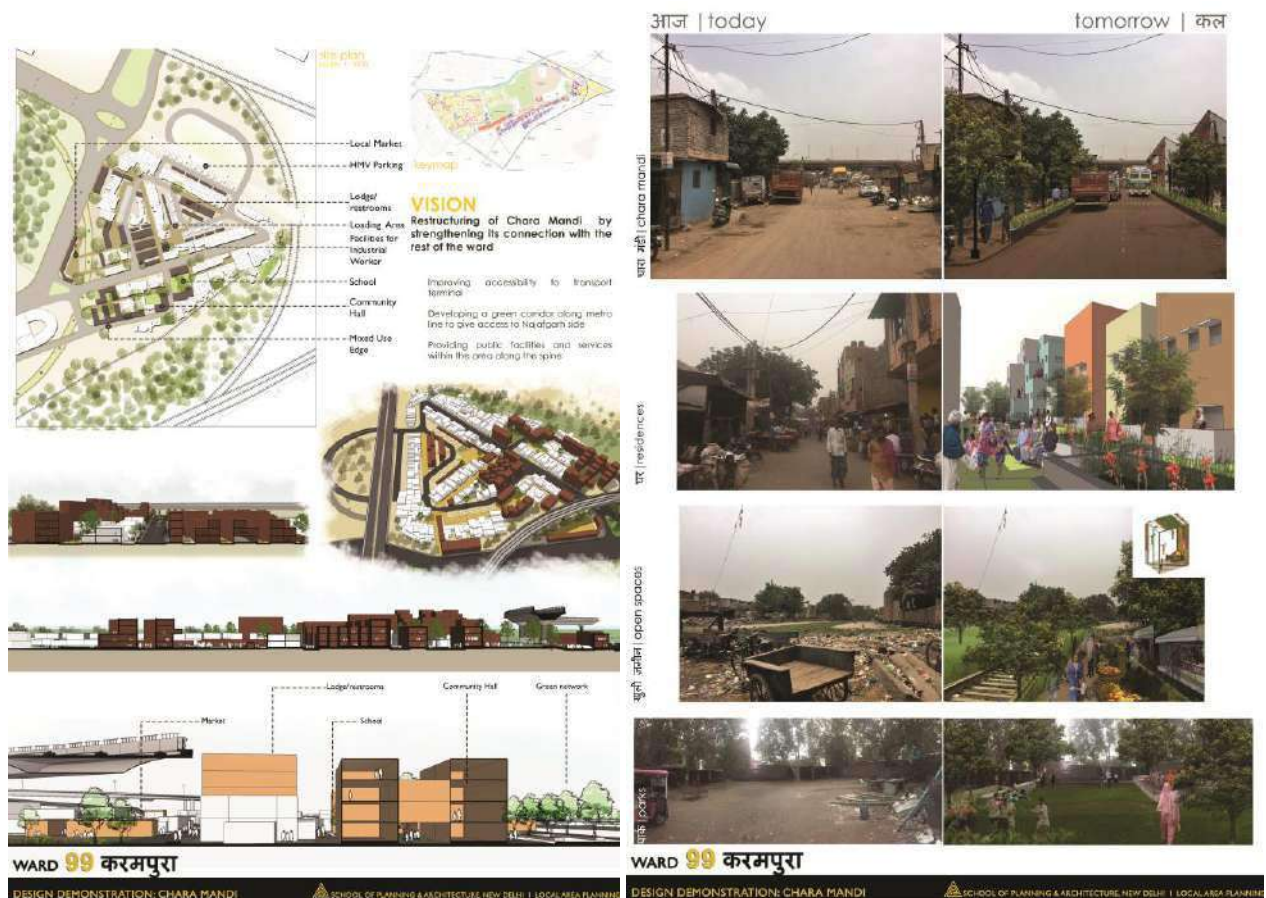 site plan
Local Market
HMV Parking
Lodge/
restrooms
Loading Area
Facilities for
Industrial
Worker
School
Community
Hall
Mixed Use
Edge
keymap
VISION
Restructuring of Chara Mandi by
strengthening its connection with the
rest of the ward
Improving accessibility to transport
terminal
Developing a green corridor along metro
line to give access to Najafgarh side
Providing public facilities and services
within the area along the spine
Lodge/restrooms
Community Hall
Green network
Market
School
WARD 99 करमपुरा
DESIGN DEMONSTRATION: CHARA MANDI
SCHOOL OF PLANNING & ARCHITECTURE, NEW DELHI | LOCAL AREA PLANNING
आज | today
tomorrow | कल
चारा मंडी | chara mandi
घर | residences
खुली ज़मीन | open spaces
पार्क | parks
WARD 99 करमपुरा
DESIGN DEMONSTRATION: CHARA MANDI
SCHOOL OF PLANNING & ARCHITECTURE, NEW DELHI | LOCAL AREA PLANNING